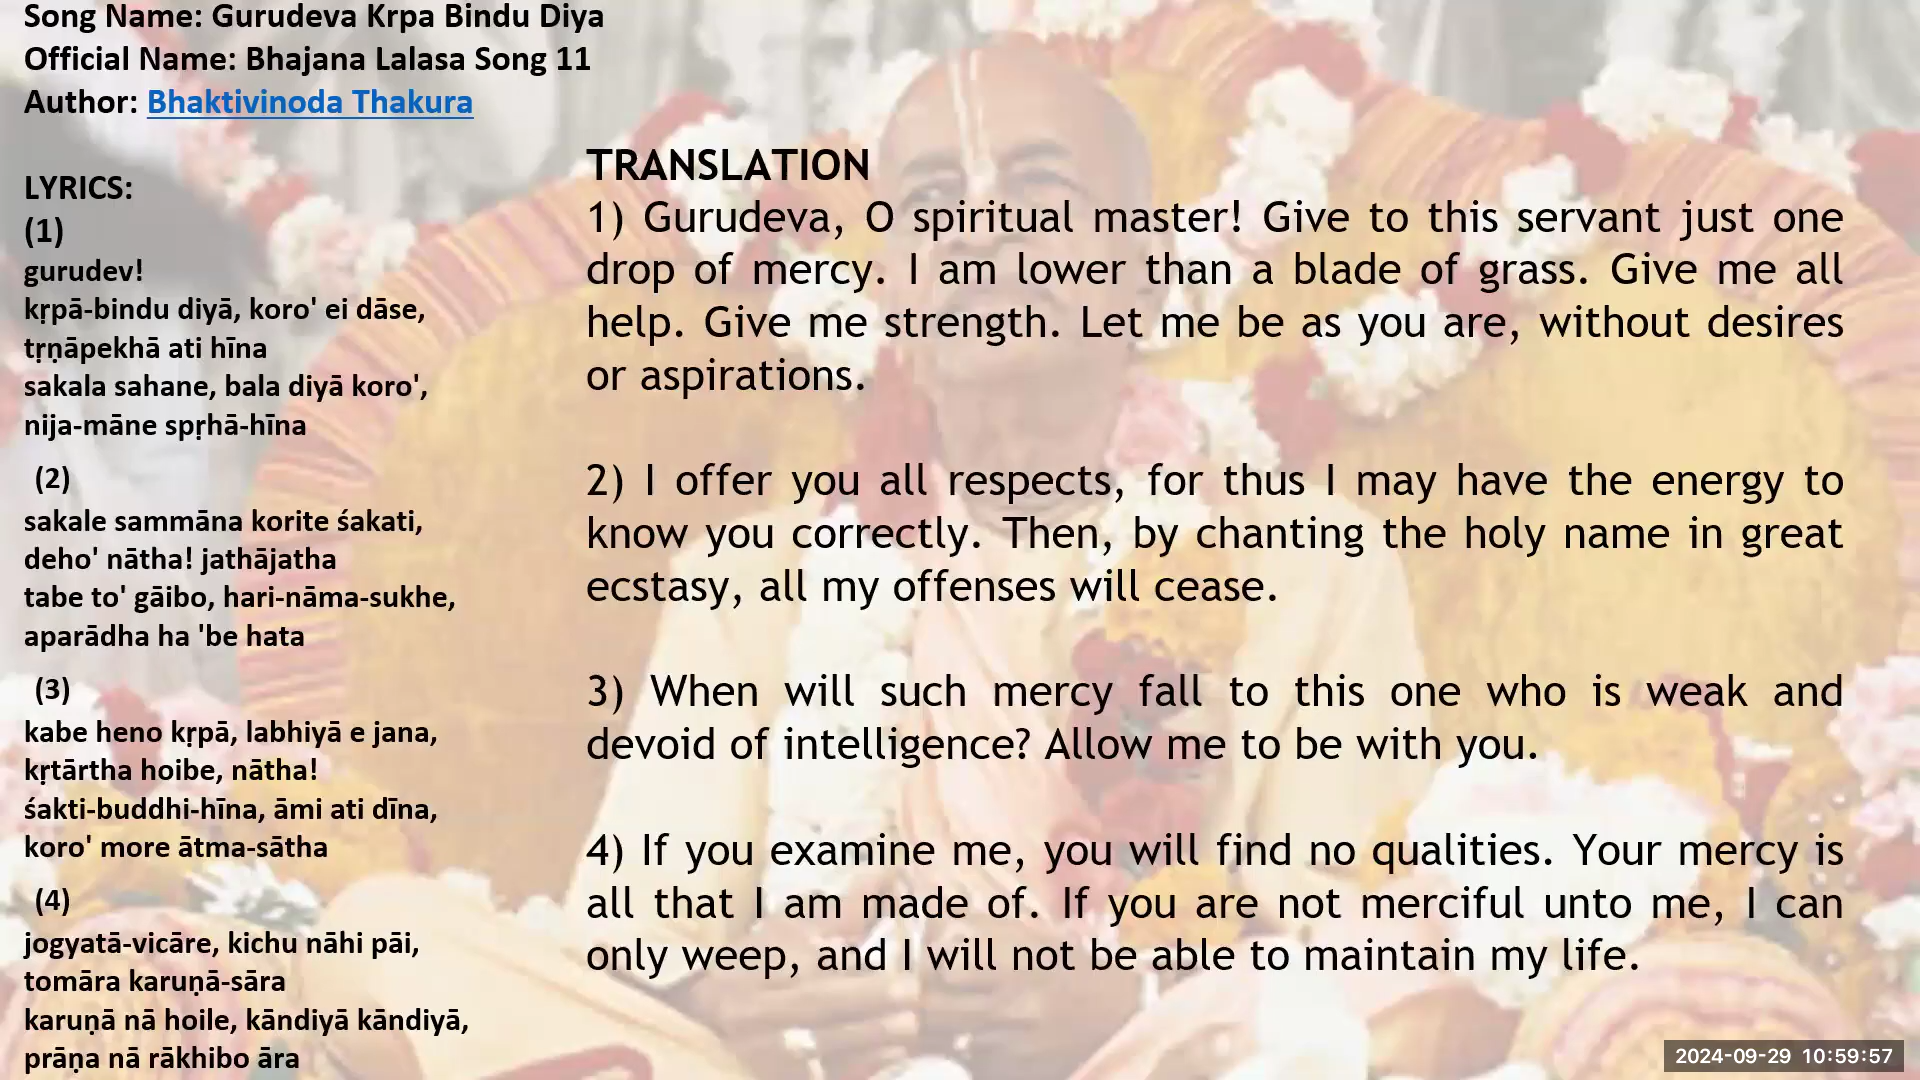 Song Name: Gurudeva Krpa Bindu Diya
Official Name: Bhajana Lalasa Song 11
Author: Bhaktivinoda Thakura
LYRICS:
(1)
gurudev!
kṛpā-bindu diyā, koro' ei dāse,
tṛṇāpekhā ati hīna
sakala sahane, bala diyā koro',
nija-māne spṛhā-hīna
(2)
sakale sammāna korite śakati,
deho' nātha! jathājatha
tabe to' gāibo, hari-nāma-sukhe,
aparādha ha 'be hata
(3)
kabe heno kṛpā, labhiyā e jana,
kṛtārtha hoibe, nātha!
śakti-buddhi-hīna, āmi ati dīna,
koro' more ātma-sātha
(4)
jogyatā-vicāre, kichu nāhi pāi,
tomāra karuṇā-sāra
karuṇā nā hoile, kāndiyā kāndiyā,
prāṇa nā rākhibo āra
TRANSLATION
1) Gurudeva, O spiritual master! Give to this servant just one
drop of mercy. I am lower than a blade of grass. Give me all
help. Give me strength. Let me be as you are, without desires
or aspirations.
2) I offer you all respects, for thus I may have the energy to
know you correctly. Then, by chanting the holy name in great
ecstasy, all my offenses will cease.
3) When will such mercy fall to this one who is weak and
devoid of intelligence? Allow me to be with you.
4) If you examine me, you will find no qualities. Your mercy is
all that I am made of. If you are not merciful unto me, I can
only weep, and I will not be able to maintain my life.
2024-09-29 10:59:57